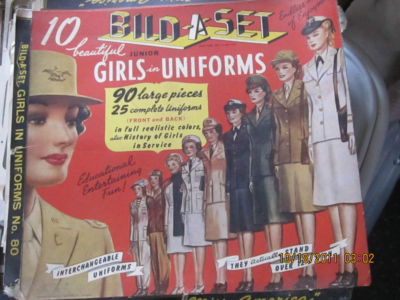 10
BILD-A-SET
beautiful
JUNIOR
GIRLS in UNIFORMS
90 large pieces
25 complete Uniforms
(FRONT and BACK)
in full realistic colors,
also History of Girls
in Service
Educational
Entertaining
Fun!
INTERCHANGEABLE
UNIFORMS
THEY Actually STAND
OVER
BILD-A-SET GIRLS IN UNIFORMS No. 80
10/18/2011 03:02